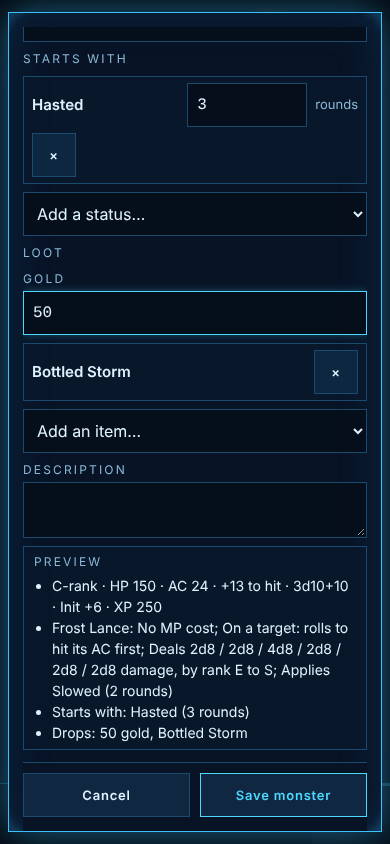 STARTS WITH
Hasted 3 rounds
×
Add a status...
LOOT
GOLD
50
Bottled Storm ×
Add an item...
DESCRIPTION
PREVIEW
• C-rank · HP 150 · AC 24 · +13 to hit · 3d10+10
· Init +6 · XP 250
• Frost Lance: No MP cost; On a target: rolls to
hit its AC first; Deals 2d8 / 2d8 / 4d8 / 2d8 /
2d8 / 2d8 damage, by rank E to S; Applies
Slowed (2 rounds)
• Starts with: Hasted (3 rounds)
• Drops: 50 gold, Bottled Storm
Cancel Save monster